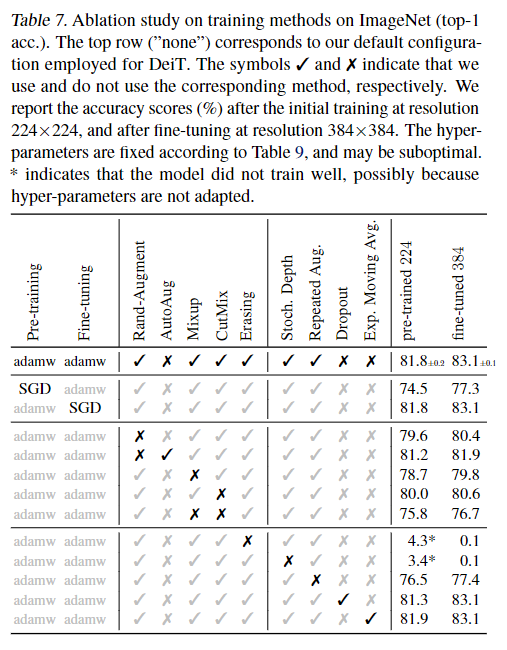 Table 7. Ablation study on training methods on ImageNet (top-1
acc.). The top row ("none") corresponds to our default configura-
tion employed for DeiT. The symbols ✓ and ✗ indicate that we
use and do not use the corresponding method, respectively. We
report the accuracy scores (%) after the initial training at resolution
224×224, and after fine-tuning at resolution 384×384. The hyper-
parameters are fixed according to Table 9, and may be suboptimal.
* indicates that the model did not train well, possibly because
hyper-parameters are not adapted.
Pre-training Fine-tuning Rand-Augment AutoAug Mixup CutMix Erasing Stoch. Depth Repeated Aug. Dropout Exp. Moving Avg. pre-trained 224 fine-tuned 384
adamw adamw ✓ ✗ ✓ ✓ ✓ ✓ ✓ ✗ ✗ 81.8±0.2 83.1±0.1
SGD adamw ✓ ✗ ✓ ✓ ✓ ✓ ✓ ✗ ✗ 74.5 77.3
adamw SGD ✓ ✗ ✓ ✓ ✓ ✓ ✓ ✗ ✗ 81.8 83.1
adamw adamw ✗ ✗ ✓ ✓ ✓ ✓ ✓ ✗ ✗ 79.6 80.4
adamw adamw ✗ ✓ ✓ ✓ ✓ ✓ ✓ ✗ ✗ 81.2 81.9
adamw adamw ✓ ✗ ✗ ✓ ✓ ✓ ✓ ✗ ✗ 78.7 79.8
adamw adamw ✓ ✗ ✓ ✗ ✓ ✓ ✓ ✗ ✗ 80.0 80.6
adamw adamw ✓ ✗ ✗ ✗ ✓ ✓ ✓ ✗ ✗ 75.8 76.7
adamw adamw ✓ ✗ ✓ ✓ ✗ ✓ ✓ ✗ ✗ 4.3* 0.1
adamw adamw ✓ ✗ ✓ ✓ ✓ ✗ ✓ ✗ ✗ 3.4* 0.1
adamw adamw ✓ ✗ ✓ ✓ ✓ ✓ ✗ ✗ ✗ 76.5 77.4
adamw adamw ✓ ✗ ✓ ✓ ✓ ✓ ✓ ✓ ✗ 81.3 83.1
adamw adamw ✓ ✗ ✓ ✓ ✓ ✓ ✓ ✗ ✓ 81.9 83.1